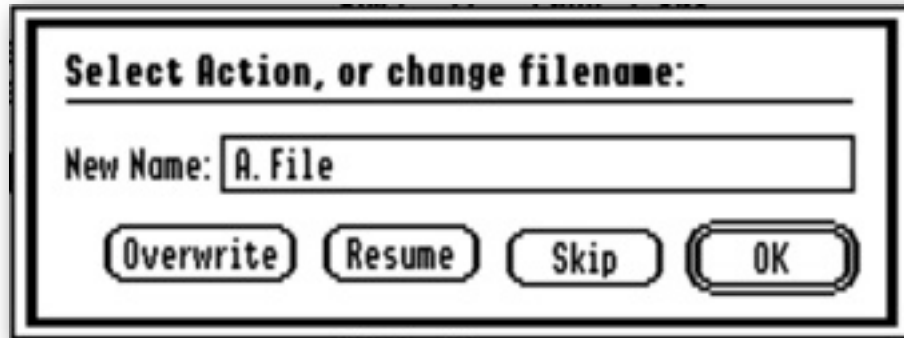 Select Action, or change filename:
New Name: A. File
Overwrite Resume Skip OK